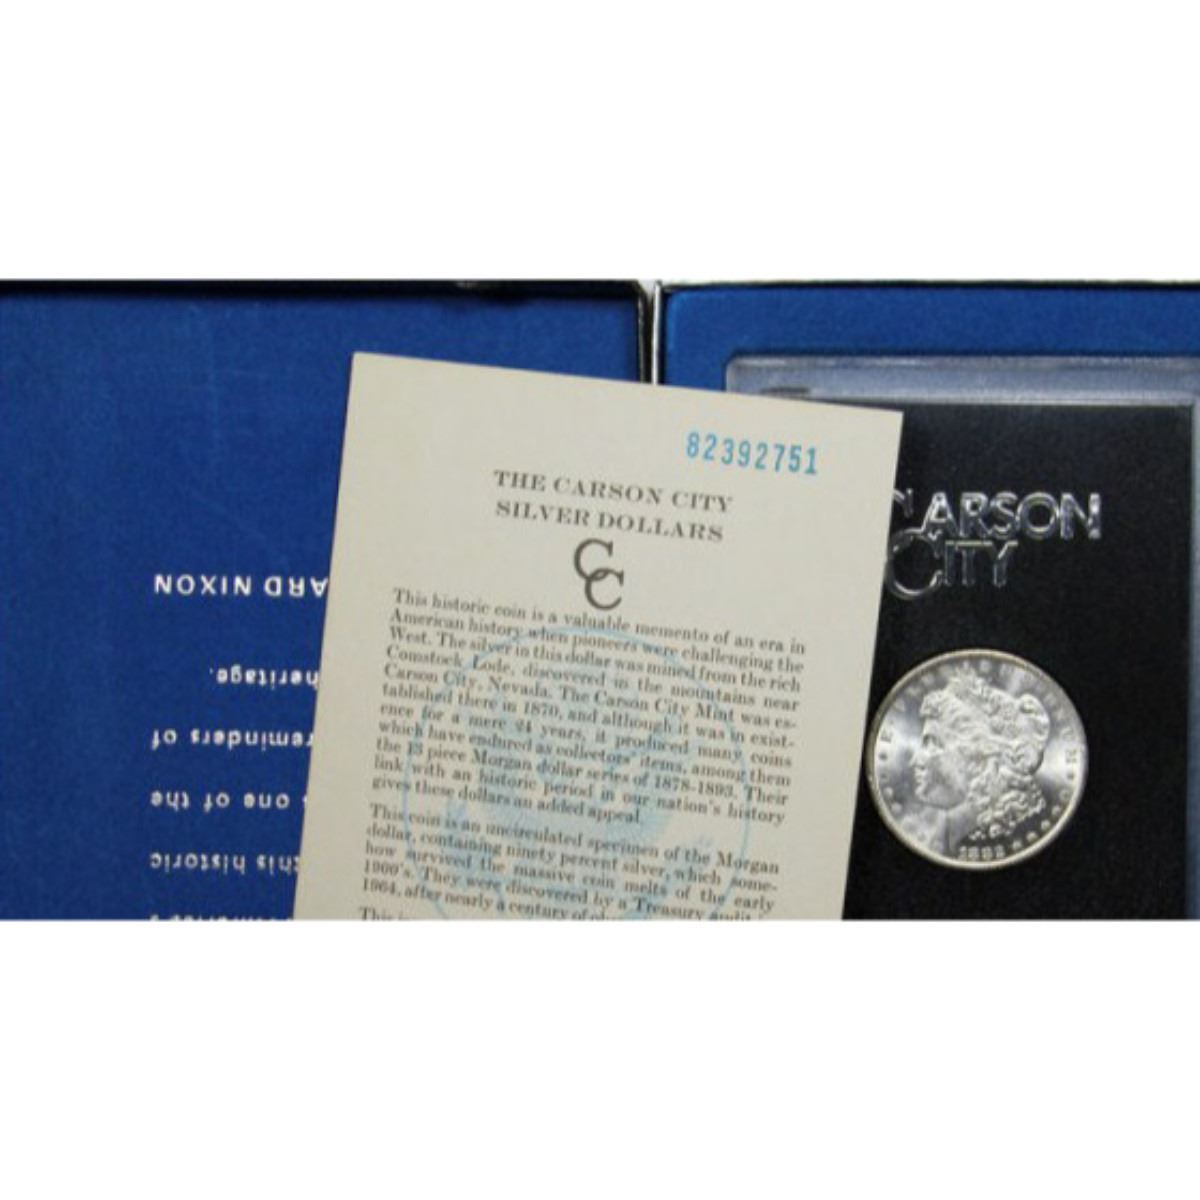 82392751
THE CARSON CITY
SILVER DOLLARS
CC
This historic coin is a valuable memento of an era in
American history when pioneers were challenging the
West. The silver in this dollar was mined from the rich
Comstock Lode, discovered in the mountains near
Carson City, Nevada. The Carson City Mint was es-
tablished there in 1870, and although it was in exist-
ence for a mere 24 years, it produced many coins
which have endured as collectors' items, among them
the 13 piece Morgan dollar series of 1878-1893. Their
link with an historic period in our nation's history
gives these dollars an added appeal.
This coin is an uncirculated specimen of the Morgan
dollar, containing ninety percent silver, which some-
how survived the massive coin melts of the early
1900's. They were discovered by a Treasury audit in
1964, after nearly a century of
This
CARSON
CITY
1882
ARD NIXON
heritage.
reminders of
one of the
this historic